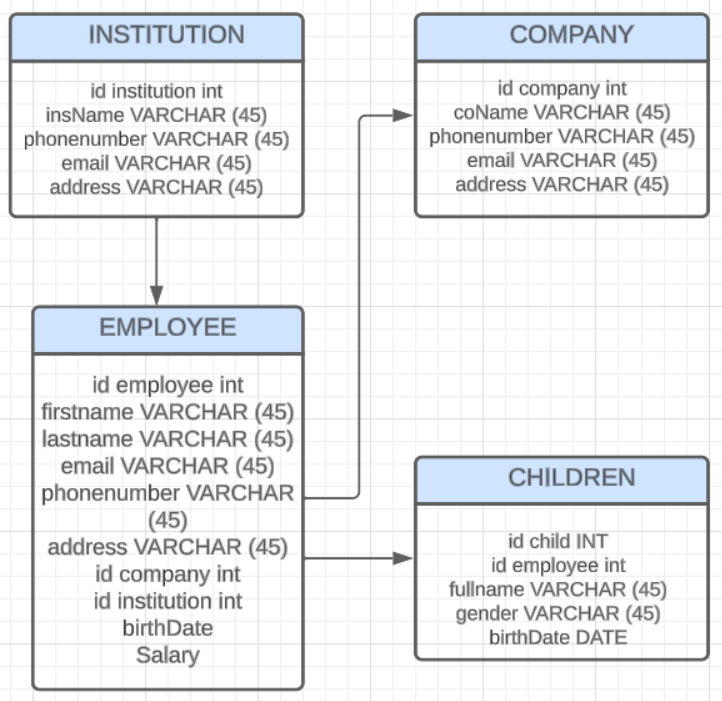 INSTITUTION
id institution int
insName VARCHAR (45)
phonenumber VARCHAR (45)
email VARCHAR (45)
address VARCHAR (45)
COMPANY
id company int
coName VARCHAR (45)
phonenumber VARCHAR (45)
email VARCHAR (45)
address VARCHAR (45)
EMPLOYEE
id employee int
firstname VARCHAR (45)
lastname VARCHAR (45)
email VARCHAR (45)
phonenumber VARCHAR
(45)
address VARCHAR (45)
id company int
id institution int
birthDate
Salary
CHILDREN
id child INT
id employee int
fullname VARCHAR (45)
gender VARCHAR (45)
birthDate DATE